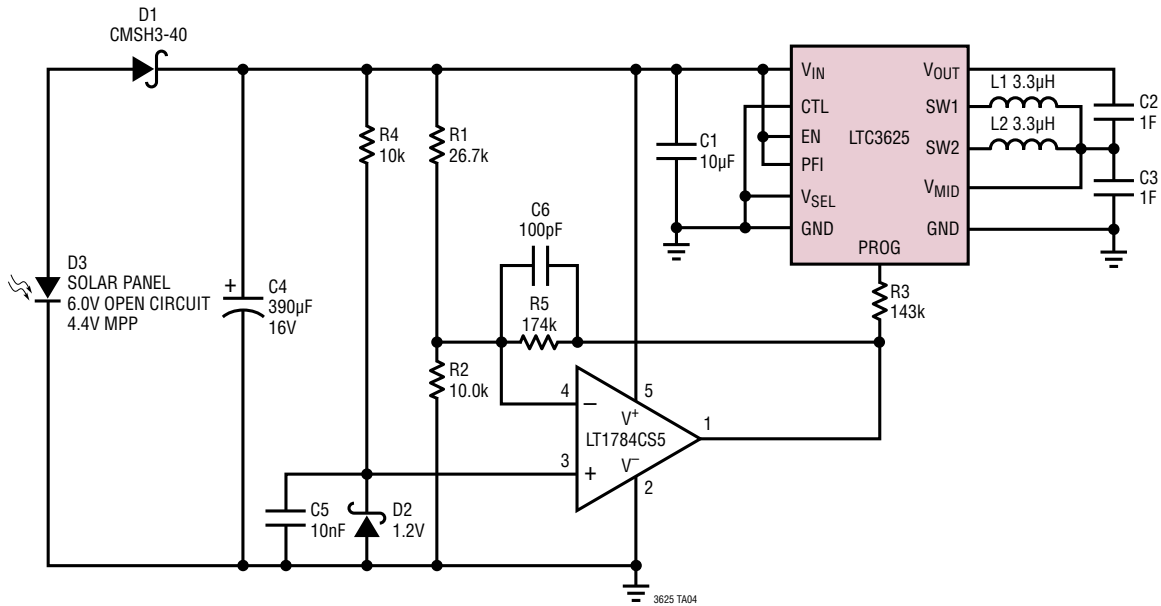 D1
CMSH3-40
D3
SOLAR PANEL
6.0V OPEN CIRCUIT
4.4V MPP
+
C4
390µF
16V
R4
10k
R1
26.7k
C6
100pF
R5
174k
R2
10.0k
C5
10nF
D2
1.2V
4
–
3
+
5
V+
LT1784CS5
V–
2
1
C1
10µF
VIN
CTL
EN
PFI
VSEL
GND
LTC3625
VOUT
SW1
SW2
VMID
GND
PROG
L1 3.3µH
L2 3.3µH
C2
1F
C3
1F
R3
143k
3625 TA04